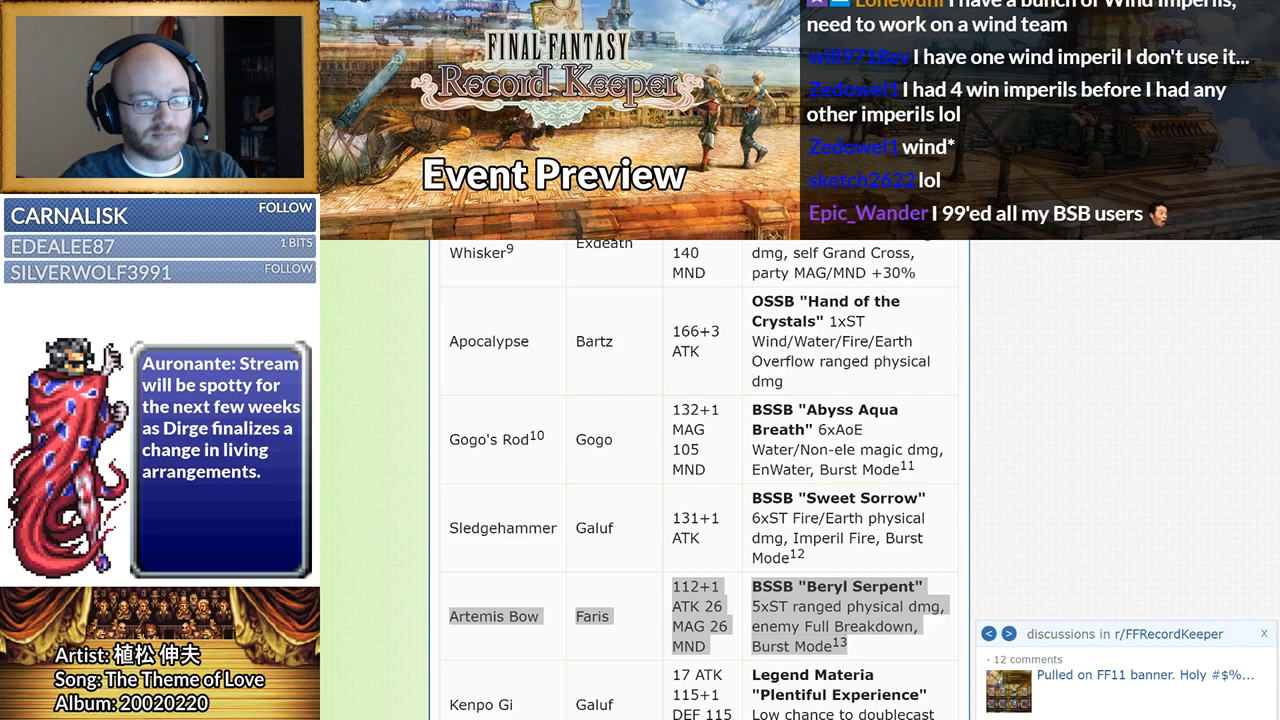 FINAL FANTASY
Record Keeper
Event Preview
Lonewulf I have a bunch of Wind Imperils,
need to work on a wind team
will9718ev I have one wind imperil I don't use it...
Zedowel1 I had 4 win imperils before I had any
other imperils lol
Zedowel1 wind*
sketch2622 lol
Epic_Wander I 99'ed all my BSB users
CARNALISK FOLLOW
EDEALEE87 1 BITS
SILVERWOLF3991 FOLLOW
Auronante: Stream
will be spotty for
the next few weeks
as Dirge finalizes a
change in living
arrangements.
Artist: 植松 伸夫
Song: The Theme of Love
Album: 20020220
Whisker9
Exdeath
140
MND
dmg, self Grand Cross,
party MAG/MND +30%
Apocalypse
Bartz
166+3
ATK
OSSB "Hand of the
Crystals" 1xST
Wind/Water/Fire/Earth
Overflow ranged physical
dmg
Gogo's Rod10
Gogo
132+1
MAG
105
MND
BSSB "Abyss Aqua
Breath" 6xAoE
Water/Non-ele magic dmg,
EnWater, Burst Mode11
Sledgehammer
Galuf
131+1
ATK
BSSB "Sweet Sorrow"
6xST Fire/Earth physical
dmg, Imperil Fire, Burst
Mode12
Artemis Bow
Faris
112+1
ATK 26
MAG 26
MND
BSSB "Beryl Serpent"
5xST ranged physical dmg,
enemy Full Breakdown,
Burst Mode13
Kenpo Gi
Galuf
17 ATK
115+1
DEF 115
Legend Materia
"Plentiful Experience"
Low chance to doublecast
< > discussions in r/FFRecordKeeper X
· 12 comments
Pulled on FF11 banner. Holy #$%...